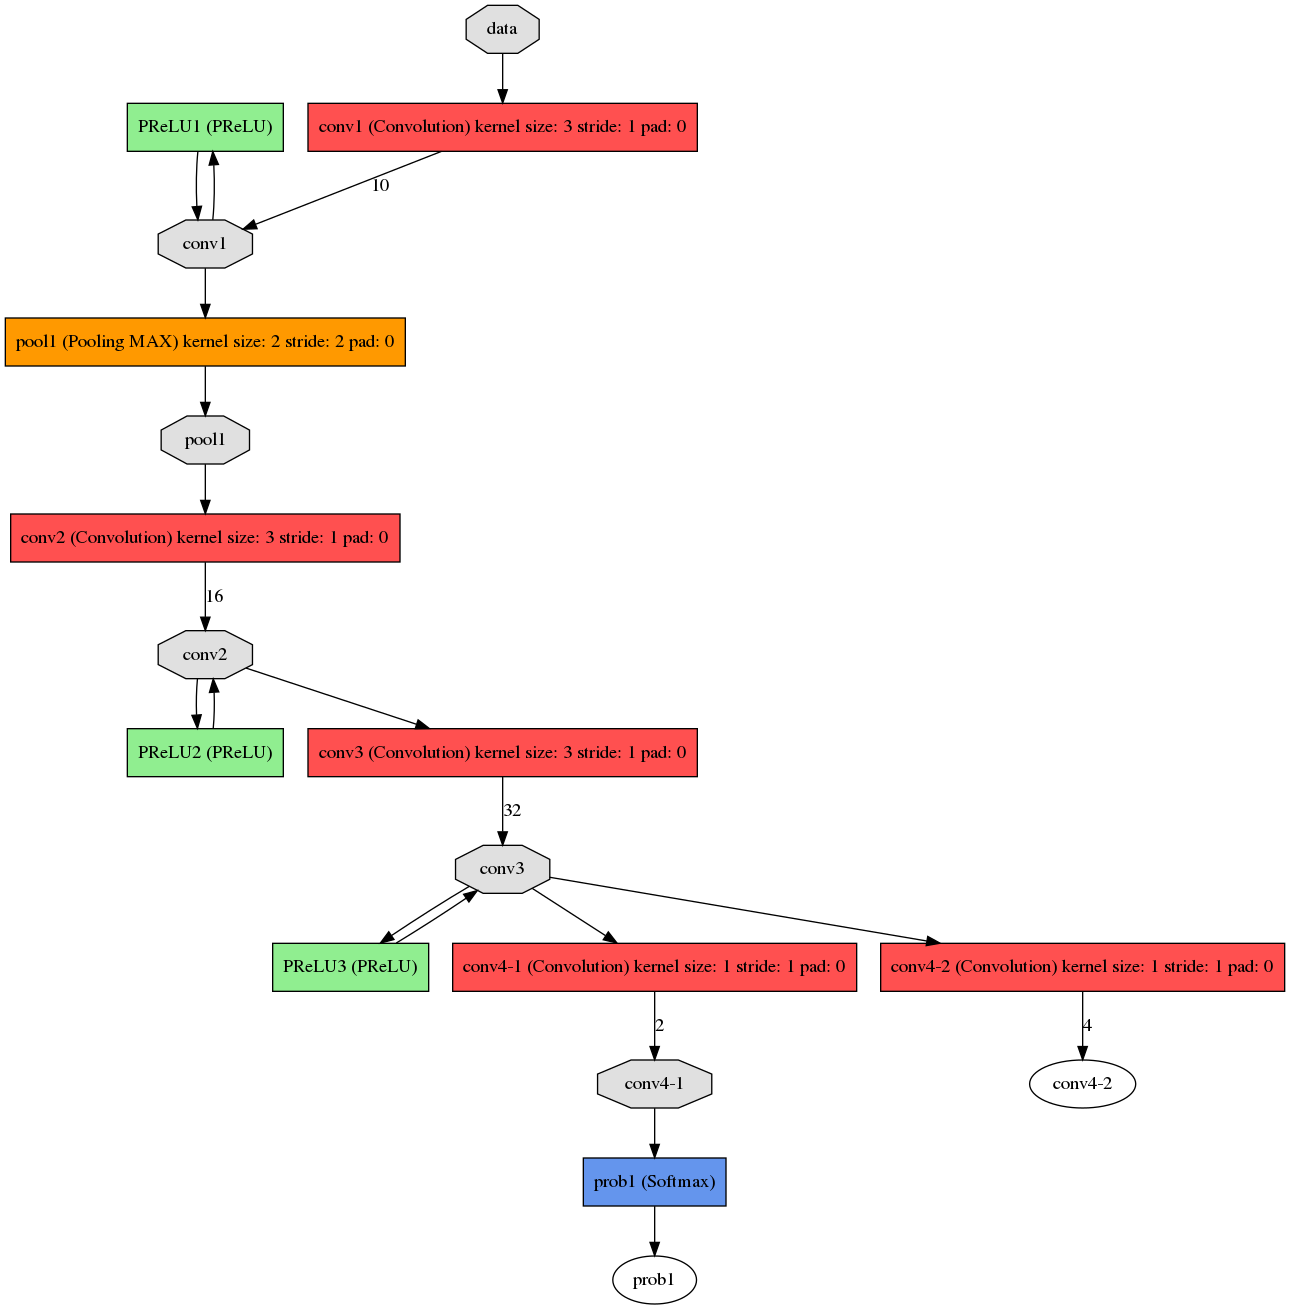 data
PReLU1 (PReLU)
conv1 (Convolution) kernel size: 3 stride: 1 pad: 0
10
conv1
pool1 (Pooling MAX) kernel size: 2 stride: 2 pad: 0
pool1
conv2 (Convolution) kernel size: 3 stride: 1 pad: 0
16
conv2
PReLU2 (PReLU)
conv3 (Convolution) kernel size: 3 stride: 1 pad: 0
32
conv3
PReLU3 (PReLU)
conv4-1 (Convolution) kernel size: 1 stride: 1 pad: 0
conv4-2 (Convolution) kernel size: 1 stride: 1 pad: 0
2
4
conv4-1
conv4-2
prob1 (Softmax)
prob1